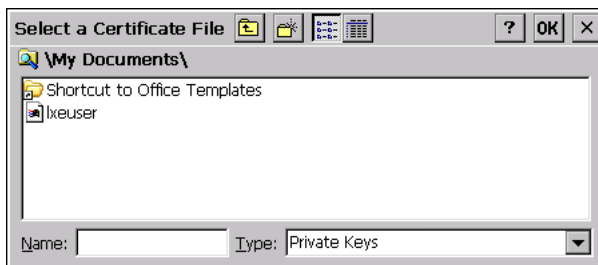 Select a Certificate File ? OK ×
\My Documents\
Shortcut to Office Templates
lxeuser
Name: Type: Private Keys